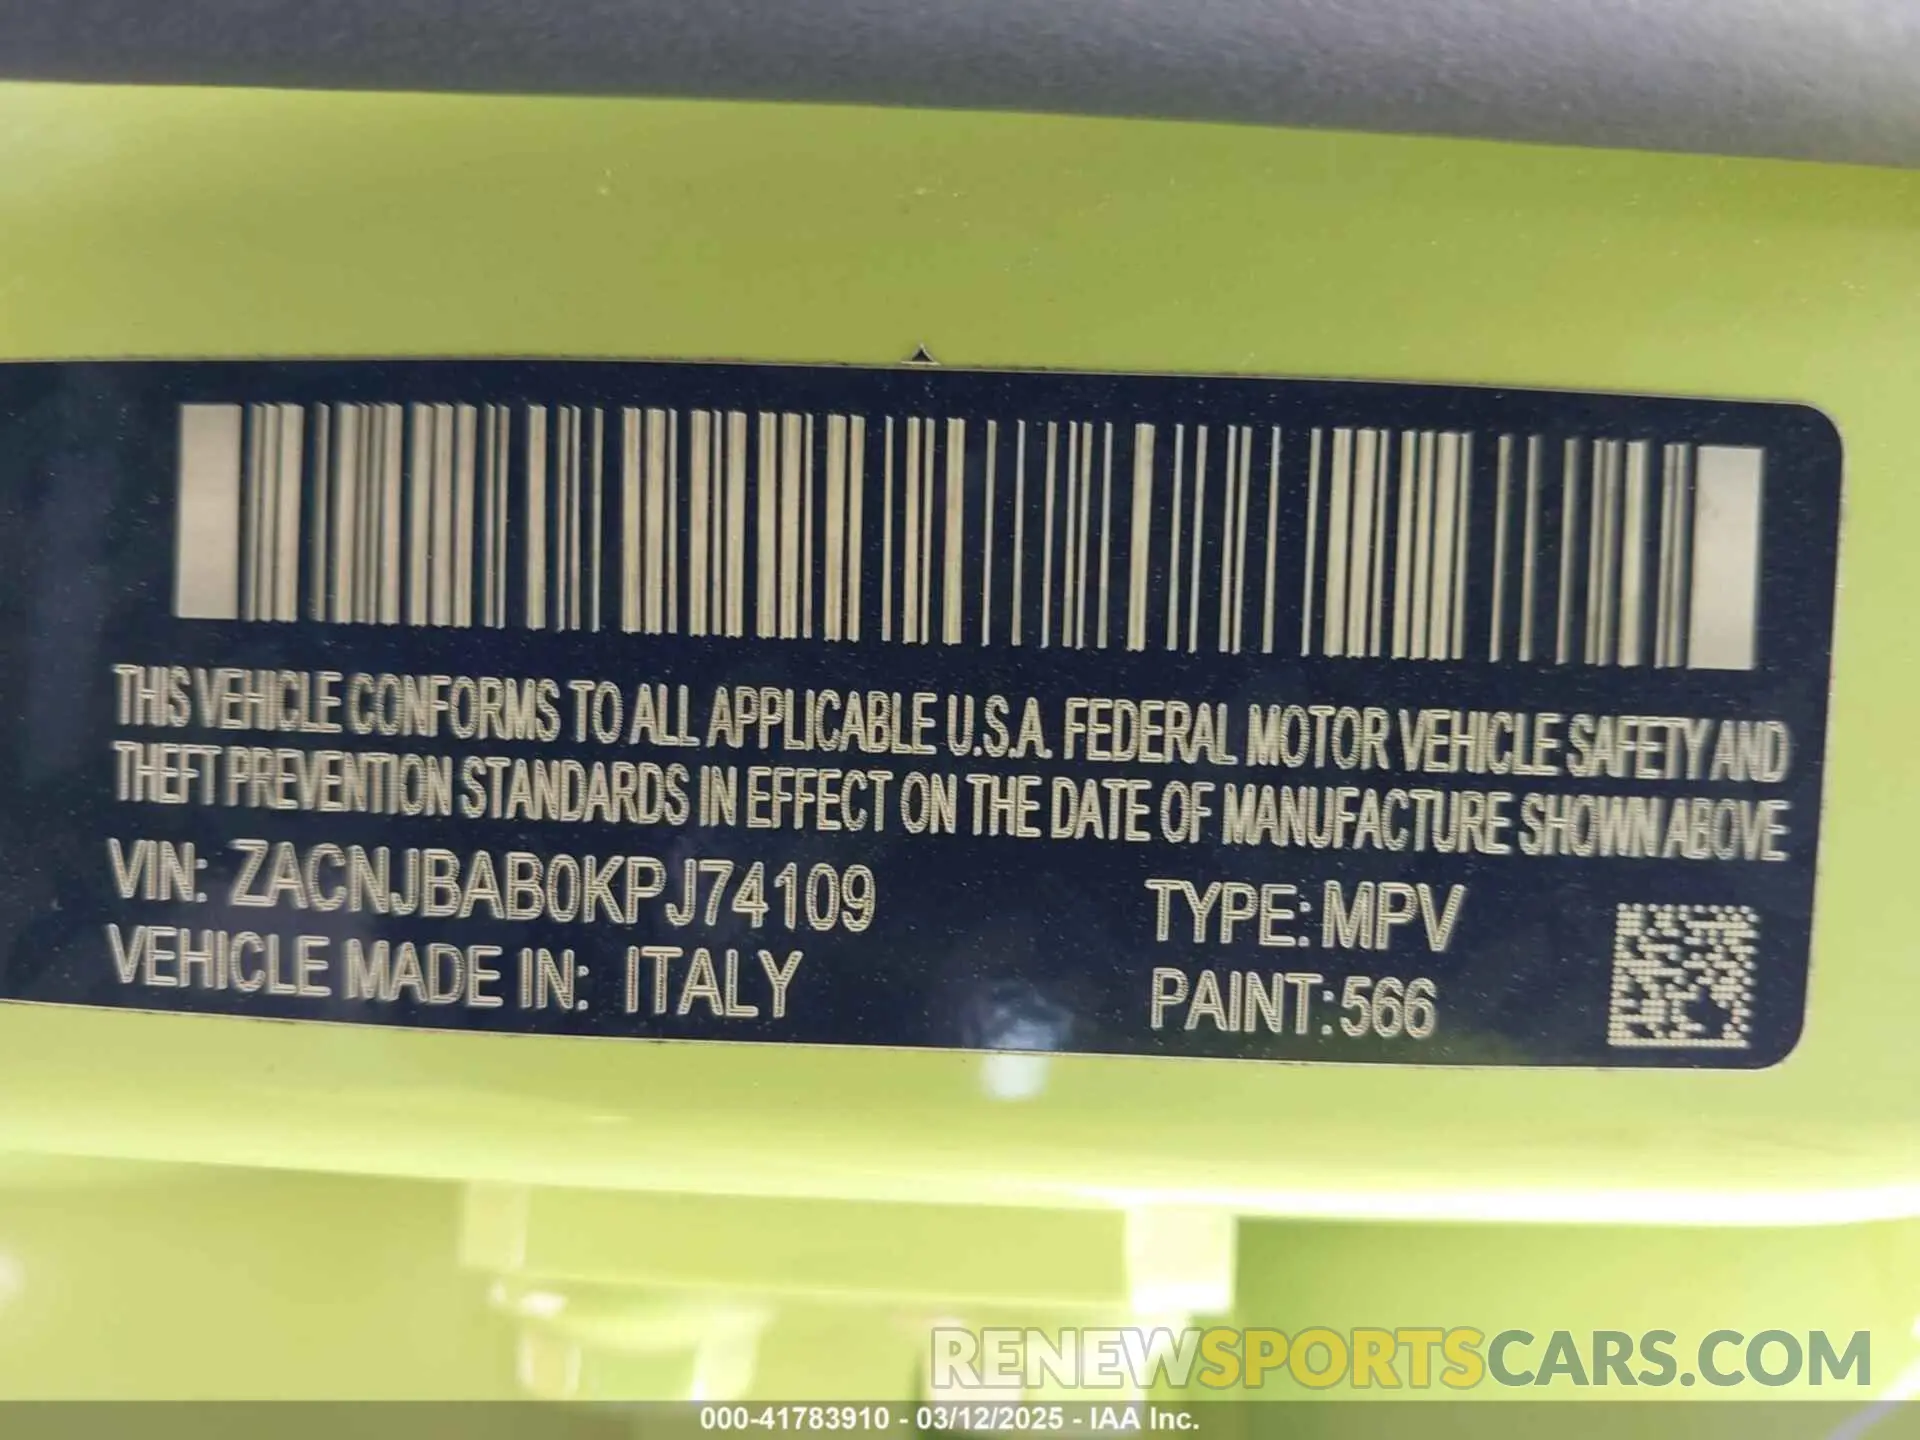 THIS VEHICLE CONFORMS TO ALL APPLICABLE U.S.A. FEDERAL MOTOR VEHICLE SAFETY AND
THEFT PREVENTION STANDARDS IN EFFECT ON THE DATE OF MANUFACTURE SHOWN ABOVE
VIN: ZACNJBAB0KPJ74109
TYPE: MPV
VEHICLE MADE IN: ITALY
PAINT: 566
RENEWSPORTSCARS.COM
000-41783910 - 03/12/2025 - IAA Inc.